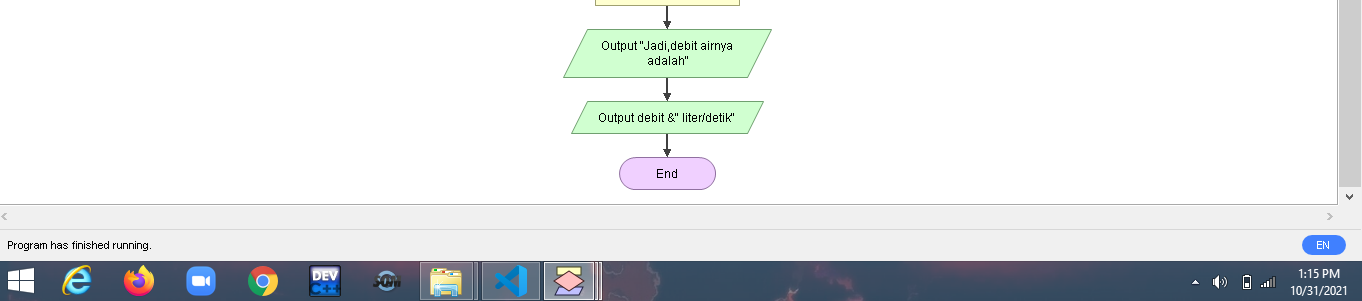 Output "Jadi,debit airnya
adalah"
Output debit &" liter/detik"
End
Program has finished running.
EN
DEV
C++
1:15 PM
10/31/2021